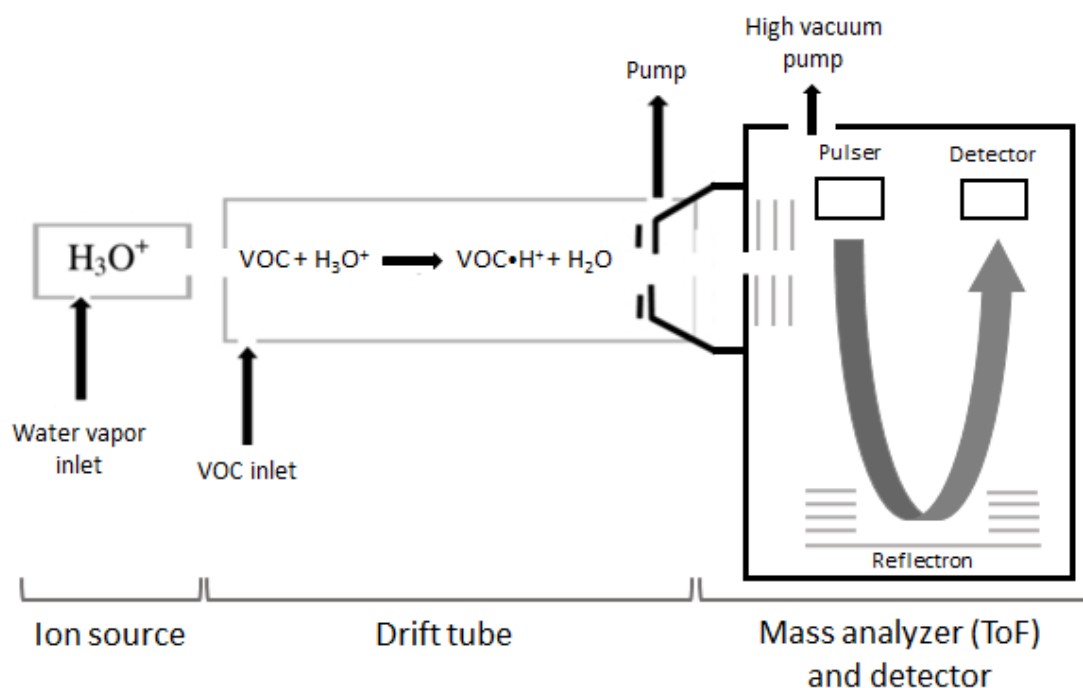 High vacuum
pump
Pump
Pulser
Detector
H₃O⁺
VOC + H₃O⁺ VOC•H⁺ + H₂O
Water vapor
inlet
VOC inlet
Reflectron
Ion source
Drift tube
Mass analyzer (ToF)
and detector